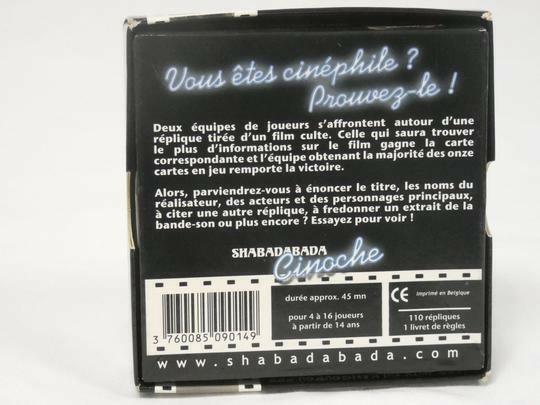 Vous êtes cinéphile ?
Prouvez-le !
Deux équipes de joueurs s'affrontent autour d'une
réplique tirée d'un film culte. Celle qui saura trouver
le plus d'informations sur le film gagne la carte
correspondante et l'équipe obtenant la majorité des onze
cartes en jeu remporte la victoire.
Alors, parviendrez-vous à énoncer le titre, les noms du
réalisateur, des acteurs et des personnages principaux,
à citer une autre réplique, à fredonner un extrait de la
bande-son ou plus encore ? Essayez pour voir !
SHABADABADA
Cinoche
durée approx. 45 mn
pour 4 à 16 joueurs
à partir de 14 ans
CE Imprimé en Belgique
110 répliques
1 livret de règles
3 760085 090149
www.shabadabada.com